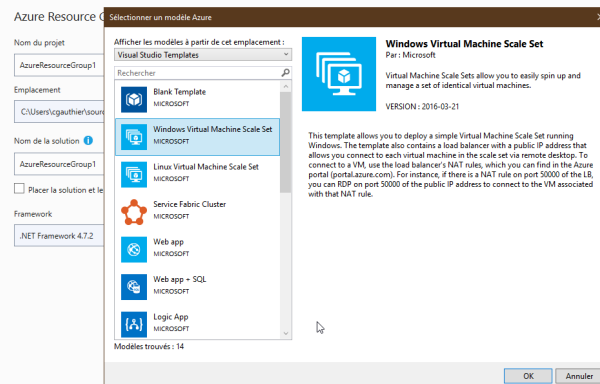 Azure Resource G
Nom du projet
AzureResourceGroup1
Emplacement
C:\Users\cgauthier\sourc
Nom de la solution
AzureResourceGroup1
Placer la solution et le
Framework
.NET Framework 4.7.2
Sélectionner un modèle Azure
Afficher les modèles à partir de cet emplacement :
Visual Studio Templates
Rechercher
Blank Template
MICROSOFT
Windows Virtual Machine Scale Set
MICROSOFT
Linux Virtual Machine Scale Set
MICROSOFT
Service Fabric Cluster
MICROSOFT
Web app
MICROSOFT
Web app + SQL
MICROSOFT
Logic App
MICROSOFT
Modèles trouvés : 14
Windows Virtual Machine Scale Set
Par : Microsoft
Virtual Machine Scale Sets allow you to easily spin up and
manage a set of identical virtual machines.
VERSION : 2016-03-21
This template allows you to deploy a simple Virtual Machine Scale Set running
Windows. The template also contains a load balancer with a public IP address that
allows you to connect to each virtual machine in the scale set via remote desktop. To
connect to a VM, use the load balancer's NAT rules, which you can find in the Azure
portal (portal.azure.com). For instance, if there is a NAT rule on port 50000 of the LB,
you can RDP on port 50000 of the public IP address to connect to the VM associated
with that NAT rule.
OK
Annuler